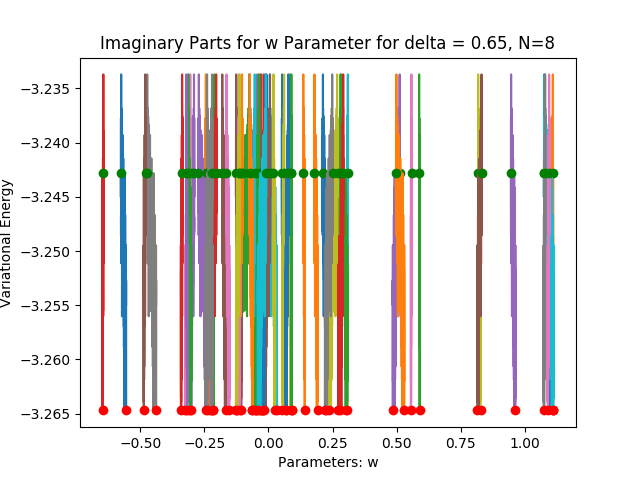 Imaginary Parts for w Parameter for delta = 0.65, N=8
Variational Energy
−3.235
−3.240
−3.245
−3.250
−3.255
−3.260
−3.265
−0.50 −0.25 0.00 0.25 0.50 0.75 1.00
Parameters: w